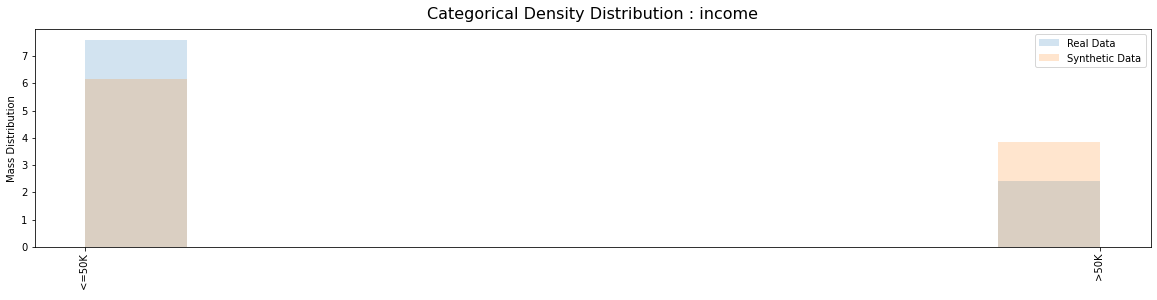 Categorical Density Distribution : income
Real Data
Synthetic Data
Mass Distribution
7
6
5
4
3
2
1
0
<=50K
>50K